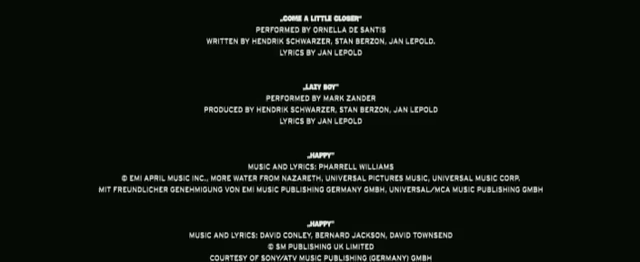 „COME A LITTLE CLOSER"
PERFORMED BY ORNELLA DE SANTIS
WRITTEN BY HENDRIK SCHWARZER, STAN BERZON, JAN LEPOLD.
LYRICS BY JAN LEPOLD
„LAZY BOY"
PERFORMED BY MARK ZANDER
PRODUCED BY HENDRIK SCHWARZER, STAN BERZON, JAN LEPOLD
LYRICS BY JAN LEPOLD
„HAPPY"
MUSIC AND LYRICS: PHARRELL WILLIAMS
© EMI APRIL MUSIC INC., MORE WATER FROM NAZARETH, UNIVERSAL PICTURES MUSIC, UNIVERSAL MUSIC CORP.
MIT FREUNDLICHER GENEHMIGUNG VON EMI MUSIC PUBLISHING GERMANY GMBH, UNIVERSAL/MCA MUSIC PUBLISHING GMBH
„HAPPY"
MUSIC AND LYRICS: DAVID CONLEY, BERNARD JACKSON, DAVID TOWNSEND
© SM PUBLISHING UK LIMITED
COURTESY OF SONY/ATV MUSIC PUBLISHING (GERMANY) GMBH